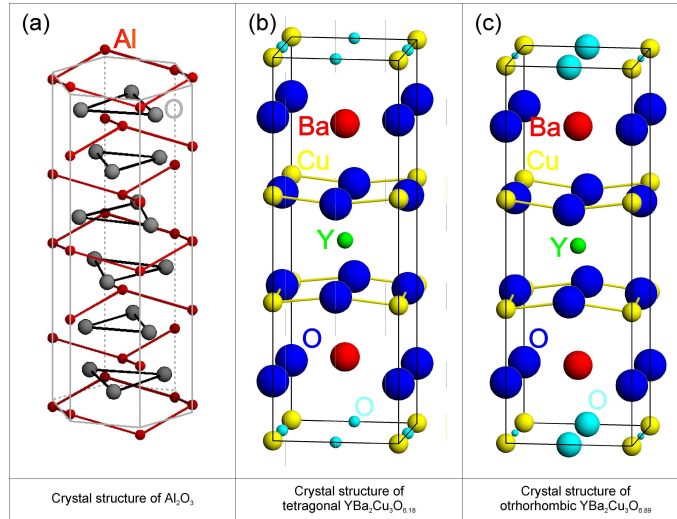 (a)
Al
O
(b)
Ba
Cu
Y
O
O
(c)
Ba
Cu
Y
O
Crystal structure of Al₂O₃
Crystal structure of
tetragonal YBa₂Cu₃O₆.₁₈
Crystal structure of
otrhorhombic YBa₂Cu₃O₆.₈₉